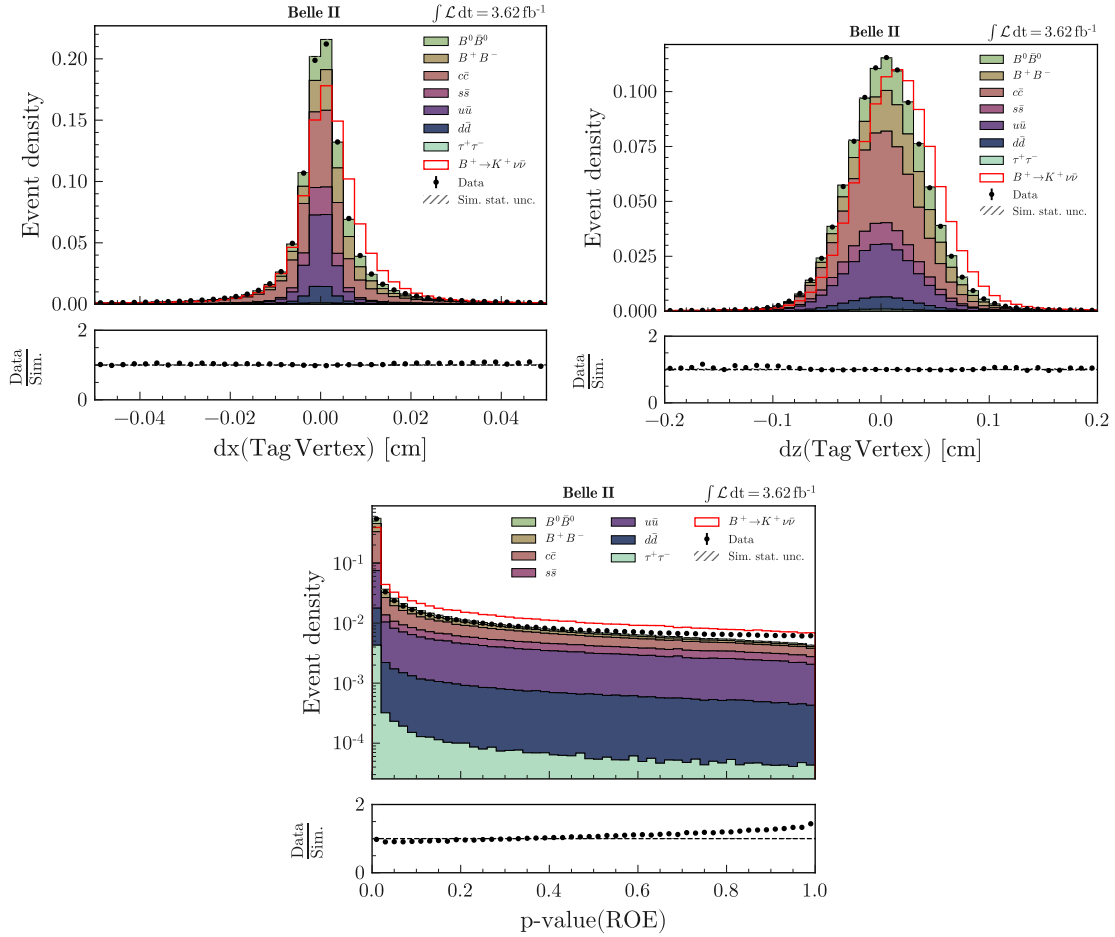 Belle II ∫ ℒ dt = 3.62 fb⁻¹
B⁰B̄⁰
B⁺B⁻
cc̄
ss̄
uū
dd̄
τ⁺τ⁻
B⁺→K⁺νν̄
Data
Sim. stat. unc.
Event density
0.20
0.15
0.10
0.05
0.00
Data
Sim.
2
1
0
−0.04 −0.02 0.00 0.02 0.04
dx(Tag Vertex) [cm]
Belle II ∫ ℒ dt = 3.62 fb⁻¹
B⁰B̄⁰
B⁺B⁻
cc̄
ss̄
uū
dd̄
τ⁺τ⁻
B⁺→K⁺νν̄
Data
Sim. stat. unc.
Event density
0.100
0.075
0.050
0.025
0.000
Data
Sim.
2
1
0
−0.2 −0.1 0.0 0.1 0.2
dz(Tag Vertex) [cm]
Belle II ∫ ℒ dt = 3.62 fb⁻¹
B⁰B̄⁰ uū B⁺→K⁺νν̄
B⁺B⁻ dd̄ Data
cc̄ τ⁺τ⁻ Sim. stat. unc.
ss̄
Event density
10⁻¹
10⁻²
10⁻³
10⁻⁴
Data
Sim.
2
1
0
0.0 0.2 0.4 0.6 0.8 1.0
p-value(ROE)